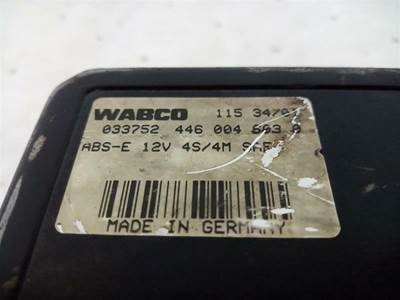 WABCO 115
033752 446 004
ABS-E 12V 4S/4M
MADE IN GERMANY